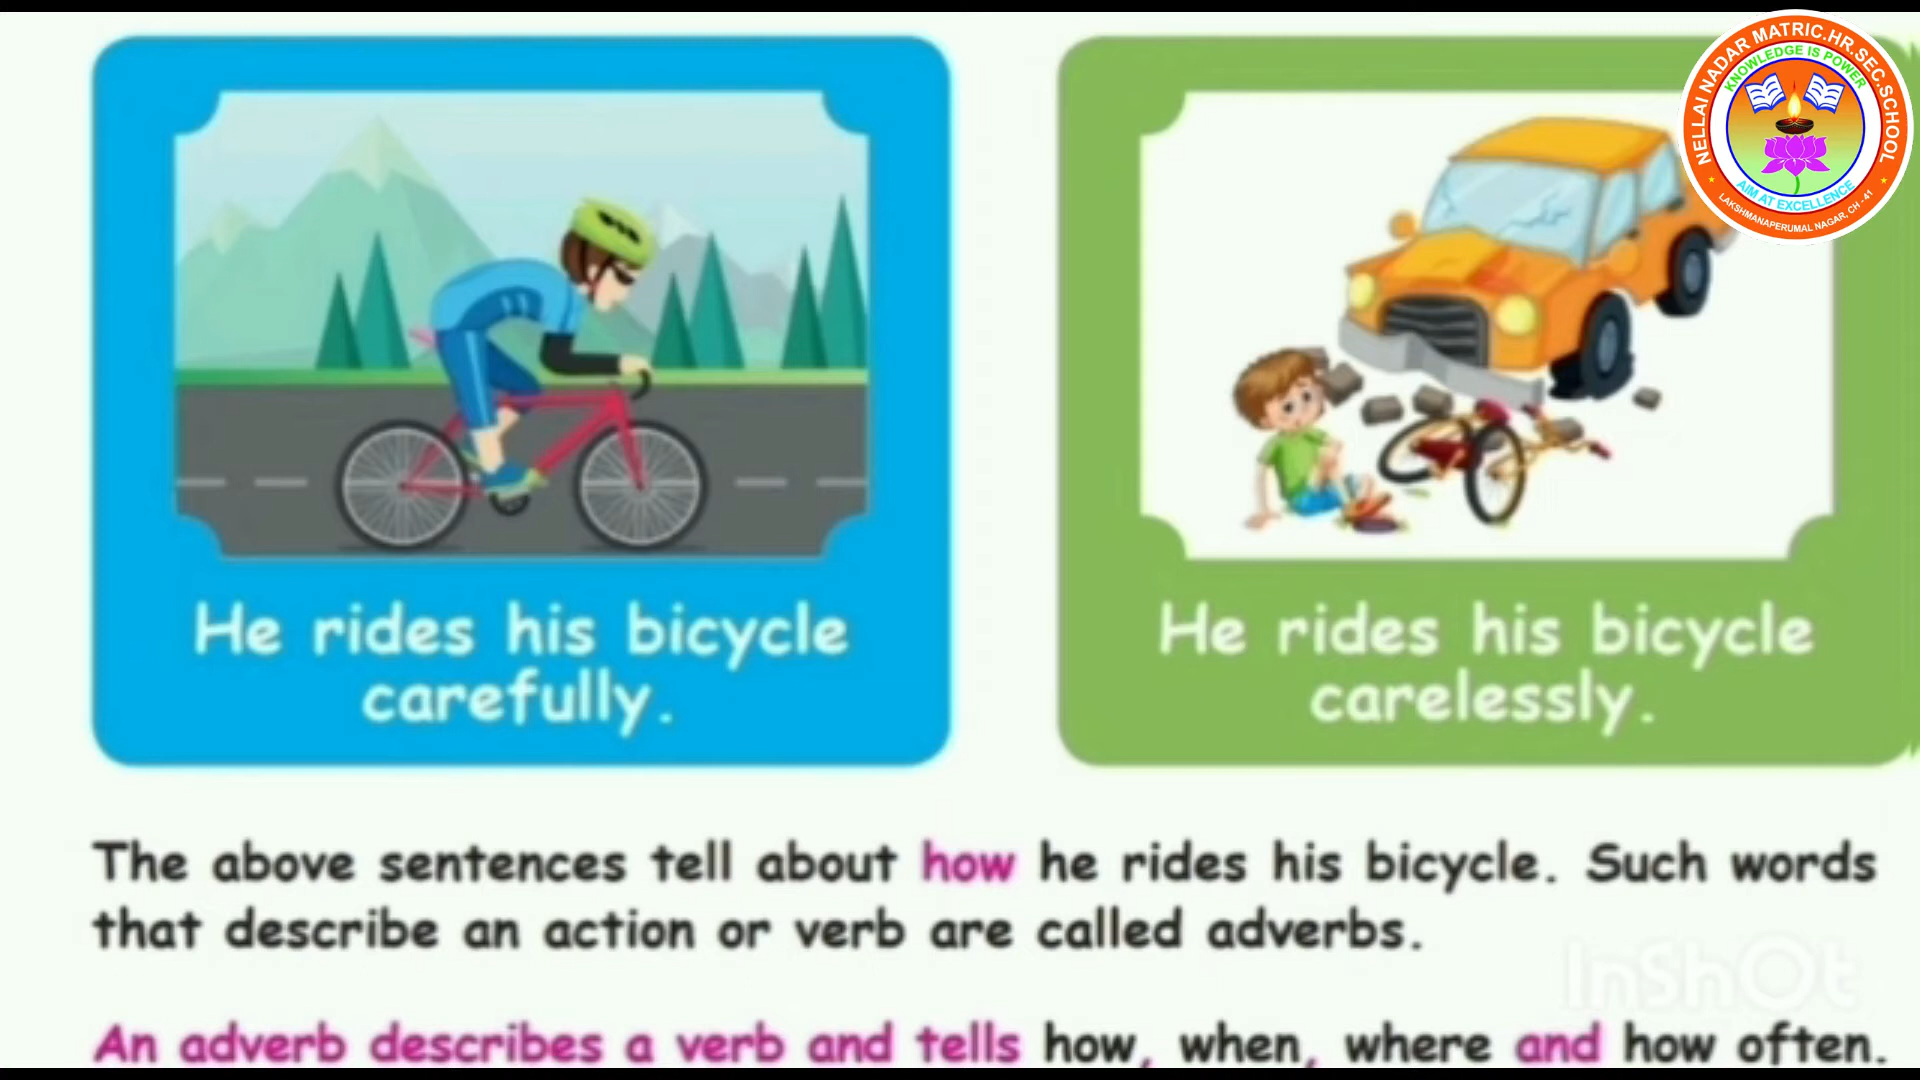 He rides his bicycle
carefully.
He rides his bicycle
carelessly.
The above sentences tell about how he rides his bicycle. Such words
that describe an action or verb are called adverbs.
An adverb describes a verb and tells how, when, where and how often.
NELLAI NADAR MATRIC.HR.SEC.SCHOOL
KNOWLEDGE IS POWER
AIM AT EXCELLENCE
LAKSHMANAPERUMAL NAGAR, CH - 41
InShOt